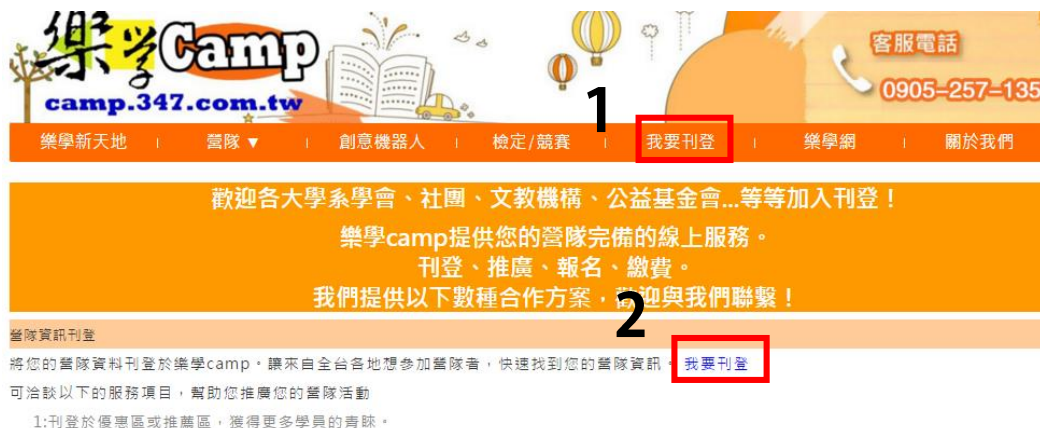 樂學Camp
camp.347.com.tw
客服電話
0905-257-135
1
樂學新天地 | 營隊 ▼ | 創意機器人 | 檢定/競賽 | 我要刊登 | 樂學網 | 關於我們
歡迎各大學系學會、社團、文教機構、公益基金會...等等加入刊登！
樂學camp提供您的營隊完備的線上服務。
刊登、推廣、報名、繳費。
我們提供以下數種合作方案，歡迎與我們聯繫！
2
營隊資訊刊登
將您的營隊資料刊登於樂學camp。讓來自全台各地想參加營隊者，快速找到您的營隊資訊。 我要刊登
可洽談以下的服務項目，幫助您推廣您的營隊活動
1:刊登於優惠區或推薦區，獲得更多學員的青睞。